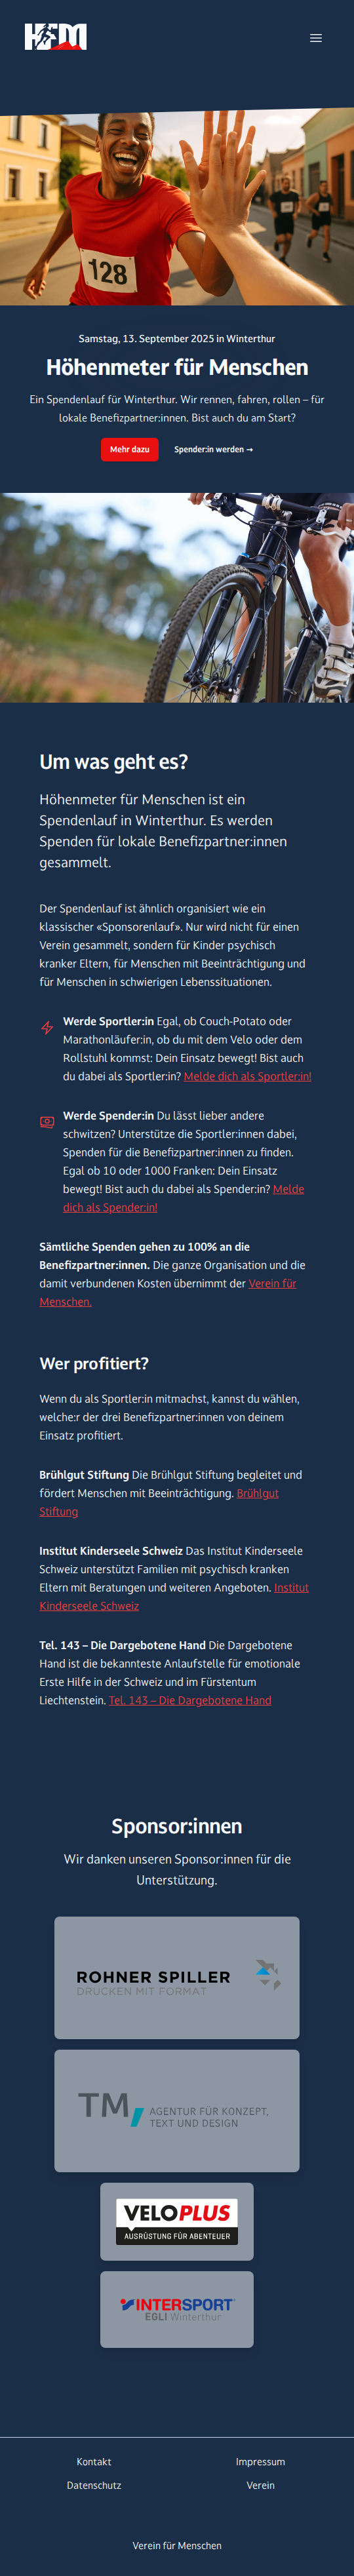 HFM
128
Samstag, 13. September 2025 in Winterthur
Höhenmeter für Menschen
Ein Spendenlauf für Winterthur. Wir rennen, fahren, rollen – für
lokale Benefizpartner:innen. Bist auch du am Start?
Mehr dazu
Spender:in werden →
Um was geht es?
Höhenmeter für Menschen ist ein
Spendenlauf in Winterthur. Es werden
Spenden für lokale Benefizpartner:innen
gesammelt.
Der Spendenlauf ist ähnlich organisiert wie ein
klassischer «Sponsorenlauf». Nur wird nicht für einen
Verein gesammelt, sondern für Kinder psychisch
kranker Eltern, für Menschen mit Beeinträchtigung und
für Menschen in schwierigen Lebenssituationen.
Werde Sportler:in Egal, ob Couch-Potato oder
Marathonläufer:in, ob du mit dem Velo oder dem
Rollstuhl kommst: Dein Einsatz bewegt! Bist auch
du dabei als Sportler:in? Melde dich als Sportler:in!
Werde Spender:in Du lässt lieber andere
schwitzen? Unterstütze die Sportler:innen dabei,
Spenden für die Benefizpartner:innen zu finden.
Egal ob 10 oder 1000 Franken: Dein Einsatz
bewegt! Bist auch du dabei als Spender:in? Melde
dich als Spender:in!
Sämtliche Spenden gehen zu 100% an die
Benefizpartner:innen. Die ganze Organisation und die
damit verbundenen Kosten übernimmt der Verein für
Menschen.
Wer profitiert?
Wenn du als Sportler:in mitmachst, kannst du wählen,
welche:r der drei Benefizpartner:innen von deinem
Einsatz profitiert.
Brühlgut Stiftung Die Brühlgut Stiftung begleitet und
fördert Menschen mit Beeinträchtigung. Brühlgut
Stiftung
Institut Kinderseele Schweiz Das Institut Kinderseele
Schweiz unterstützt Familien mit psychisch kranken
Eltern mit Beratungen und weiteren Angeboten. Institut
Kinderseele Schweiz
Tel. 143 – Die Dargebotene Hand Die Dargebotene
Hand ist die bekannteste Anlaufstelle für emotionale
Erste Hilfe in der Schweiz und im Fürstentum
Liechtenstein. Tel. 143 – Die Dargebotene Hand
Sponsor:innen
Wir danken unseren Sponsor:innen für die
Unterstützung.
ROHNER SPILLER
DRUCKEN MIT FORMAT
TM
AGENTUR FÜR KONZEPT,
TEXT UND DESIGN
VELOPLUS
AUSRÜSTUNG FÜR ABENTEUER
INTERSPORT
EGLI Winterthur
Kontakt
Impressum
Datenschutz
Verein
Verein für Menschen